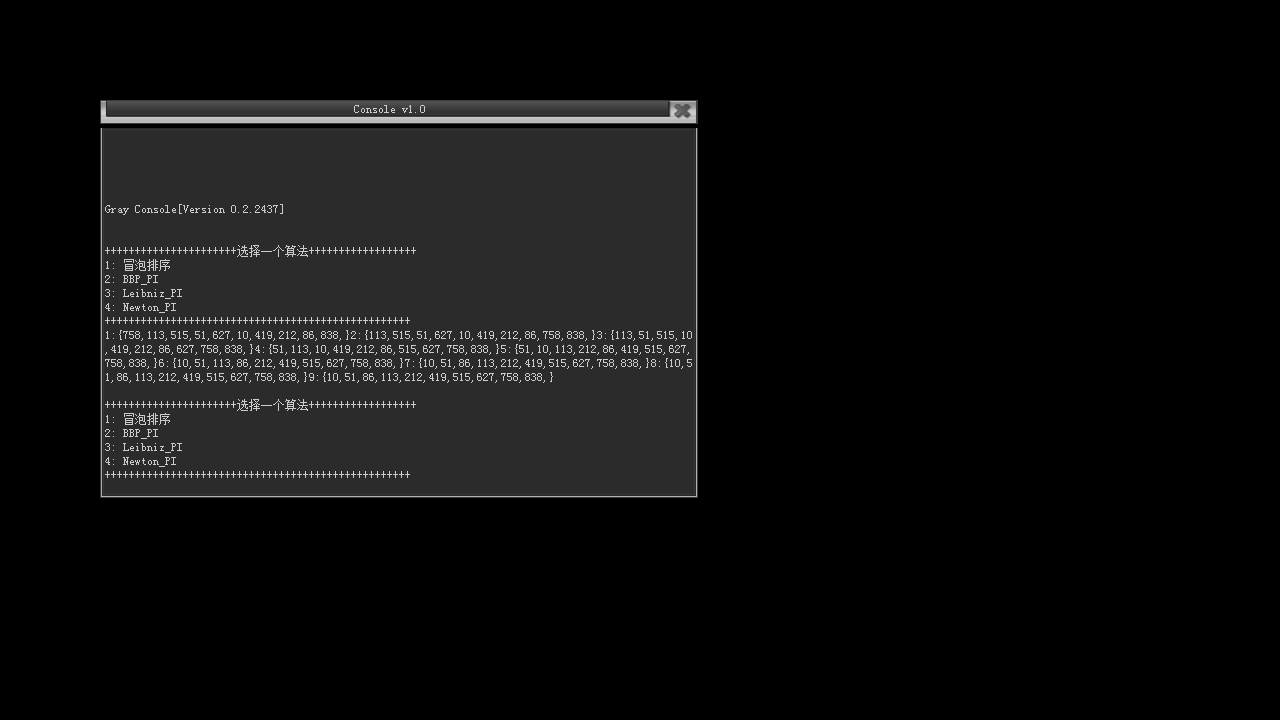 Console v1.0
Gray Console[Version 0.2.2437]
++++++++++++++++++++++选择一个算法++++++++++++++++++
1: 冒泡排序
2: BBP_PI
3: Leibniz_PI
4: Newton_PI
+++++++++++++++++++++++++++++++++++++++++++++++++++
1:{758,113,515,51,627,10,419,212,86,838,}2:{113,515,51,627,10,419,212,86,758,838,}3:{113,51,515,10
,419,212,86,627,758,838,}4:{51,113,10,419,212,86,515,627,758,838,}5:{51,10,113,212,86,419,515,627,
758,838,}6:{10,51,113,86,212,419,515,627,758,838,}7:{10,51,86,113,212,419,515,627,758,838,}8:{10,5
1,86,113,212,419,515,627,758,838,}9:{10,51,86,113,212,419,515,627,758,838,}
++++++++++++++++++++++选择一个算法++++++++++++++++++
1: 冒泡排序
2: BBP_PI
3: Leibniz_PI
4: Newton_PI
+++++++++++++++++++++++++++++++++++++++++++++++++++